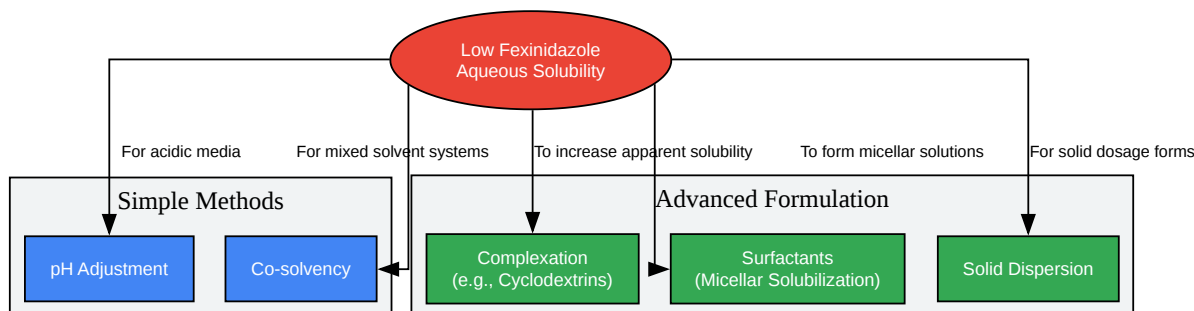 Low Fexinidazole
Aqueous Solubility
For acidic media
For mixed solvent systems
To increase apparent solubility
To form micellar solutions
For solid dosage forms
Simple Methods
Advanced Formulation
pH Adjustment
Co-solvency
Complexation
(e.g., Cyclodextrins)
Surfactants
(Micellar Solubilization)
Solid Dispersion